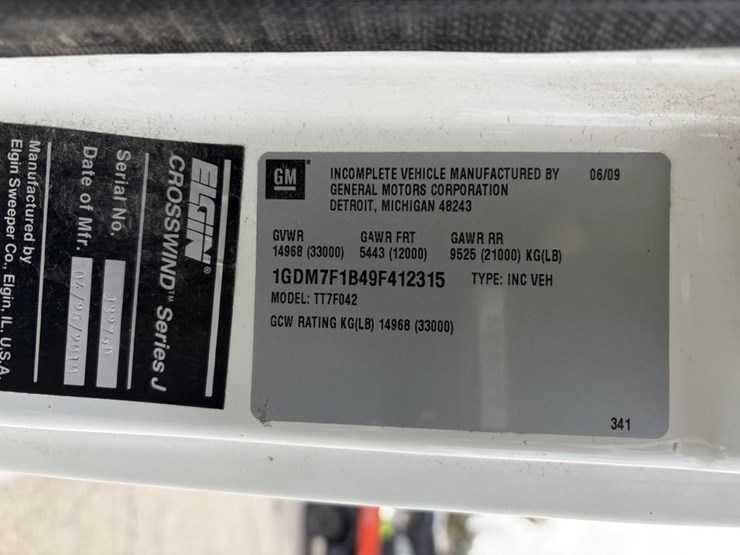 ELGIN®
CROSSWIND™ Series J
Serial No.
Date of Mfr.
Manufactured by
Elgin Sweeper Co., Elgin, IL, U.S.A.
GM
INCOMPLETE VEHICLE MANUFACTURED BY 06/09
GENERAL MOTORS CORPORATION
DETROIT, MICHIGAN 48243
GVWR GAWR FRT GAWR RR
14968 (33000) 5443 (12000) 9525 (21000) KG(LB)
1GDM7F1B49F412315 TYPE: INC VEH
MODEL: TT7F042
GCW RATING KG(LB) 14968 (33000)
341